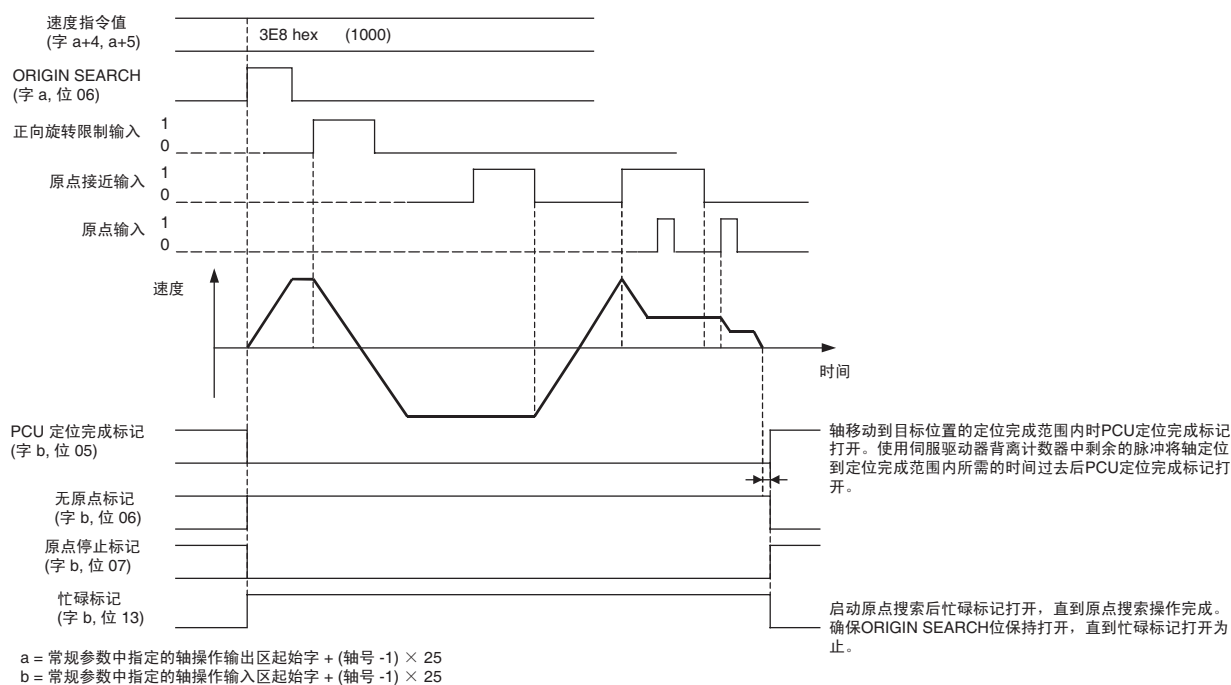 速度指令值
(字 a+4, a+5)
3E8 hex (1000)
ORIGIN SEARCH
(字 a, 位 06)
正向旋转限制输入
1
0
原点接近输入
1
0
原点输入
1
0
速度
时间
PCU 定位完成标记
(字 b, 位 05)
轴移动到目标位置的定位完成范围内时PCU定位完成标记
打开。使用伺服驱动器背离计数器中剩余的脉冲将轴定位
到定位完成范围内所需的时间过去后PCU定位完成标记打
开。
无原点标记
(字 b, 位 06)
原点停止标记
(字 b, 位 07)
忙碌标记
(字 b, 位 13)
启动原点搜索后忙碌标记打开，直到原点搜索操作完成。
确保ORIGIN SEARCH位保持打开，直到忙碌标记打开为
止。
a = 常规参数中指定的轴操作输出区起始字 + (轴号 -1) × 25
b = 常规参数中指定的轴操作输入区起始字 + (轴号 -1) × 25